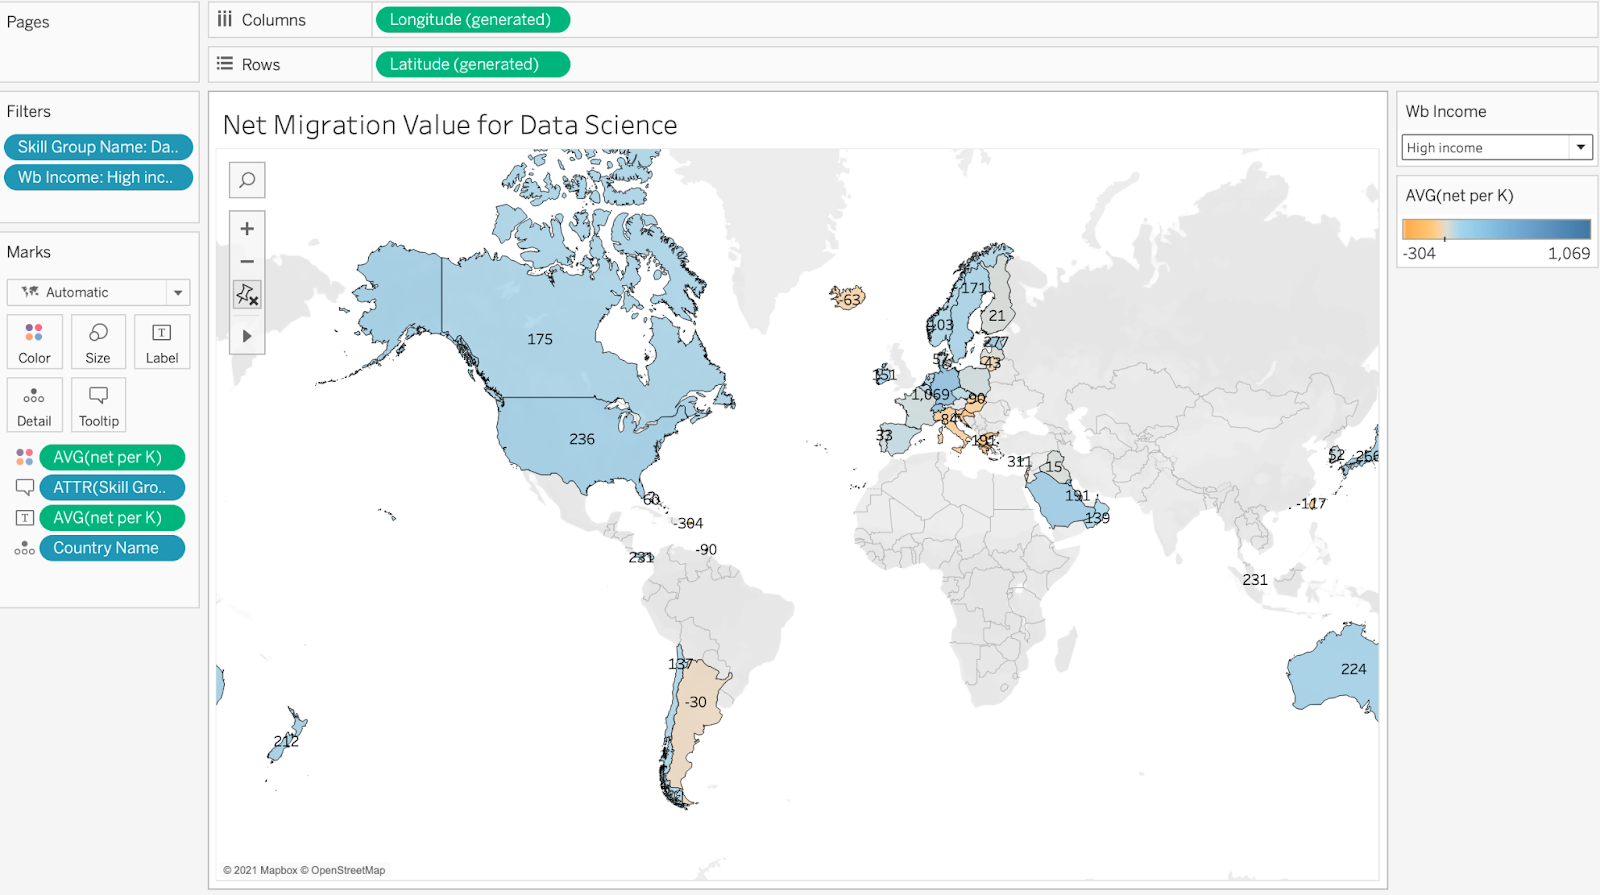 Pages
Columns
Longitude (generated)
Rows
Latitude (generated)
Filters
Skill Group Name: Da..
Wb Income: High inc..
Marks
Automatic
Color
Size
Label
Detail
Tooltip
AVG(net per K)
ATTR(Skill Gro..
AVG(net per K)
Country Name
Net Migration Value for Data Science
175
236
60
-304
-90
231
137
-30
212
-63
171
21
277
-43
1,069
-90
33
-191
311
15
191
139
52
-117
231
224
© 2021 Mapbox © OpenStreetMap
Wb Income
High income
AVG(net per K)
-304
1,069